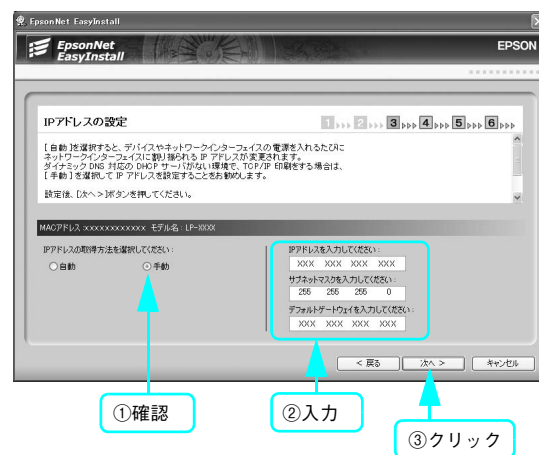 EpsonNet EasyInstall
EpsonNet
EasyInstall
EPSON
IPアドレスの設定
1 2 3 4 5 6
[ 自動 ]を選択すると、デバイスやネットワークインターフェイスの 電源を入れるたびに
ネットワークインターフェイスに割り振られる IP アドレスが変更されます。
ダイナミック DNS 対応の DHCP サーバがない環境で、TCP/IP 印刷をする場合は、
[ 手動 ]を選択して IP アドレスを設定することをお勧めします。
設定後、[次へ > ]ボタンを押してください。
MACアドレス :xxxxxxxxxxxx モデル名 : LP-XXXX
IPアドレスの取得方法を選択してください :
自動
手動
IPアドレスを入力してください :
XXX XXX XXX XXX
サブネットマスクを入力してください :
255 255 255 0
デフォルトゲートウェイを入力してください :
XXX XXX XXX XXX
< 戻る
次へ >
キャンセル
①確認
②入力
③クリック